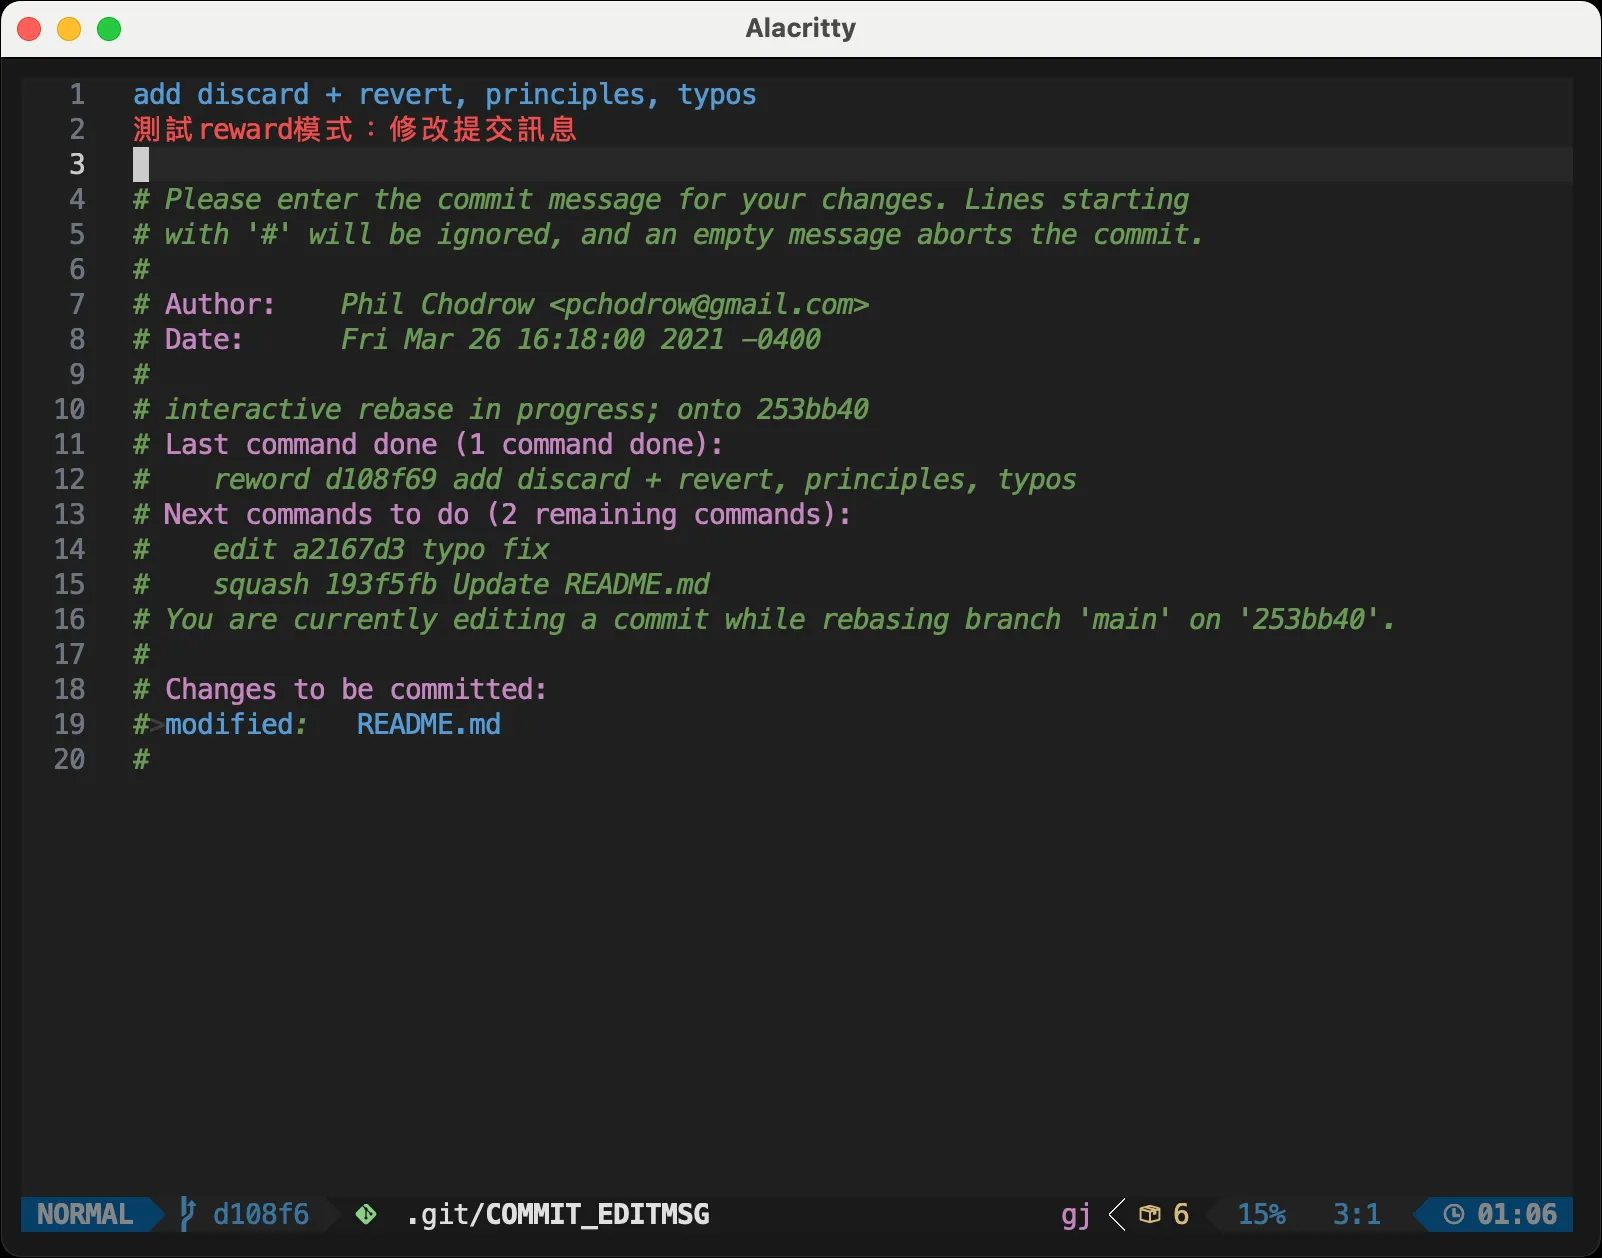 Alacritty
1 add discard + revert, principles, typos
2 測試reward模式：修改提交訊息
3
4 # Please enter the commit message for your changes. Lines starting
5 # with '#' will be ignored, and an empty message aborts the commit.
6 #
7 # Author:    Phil Chodrow <pchodrow@gmail.com>
8 # Date:      Fri Mar 26 16:18:00 2021 -0400
9 #
10 # interactive rebase in progress; onto 253bb40
11 # Last command done (1 command done):
12 #    reword d108f69 add discard + revert, principles, typos
13 # Next commands to do (2 remaining commands):
14 #    edit a2167d3 typo fix
15 #    squash 193f5fb Update README.md
16 # You are currently editing a commit while rebasing branch 'main' on '253bb40'.
17 #
18 # Changes to be committed:
19 #>modified:   README.md
20 #
NORMAL d108f6 .git/COMMIT_EDITMSG gj 6 15% 3:1 01:06